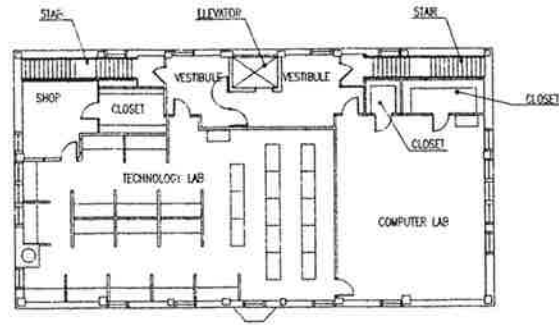 STAIR
ELEVATOR
STAIR
VESTIBULE
VESTIBULE
SHOP
CLOSET
CLOSET
CLOSET
TECHNOLOGY LAB
COMPUTER LAB